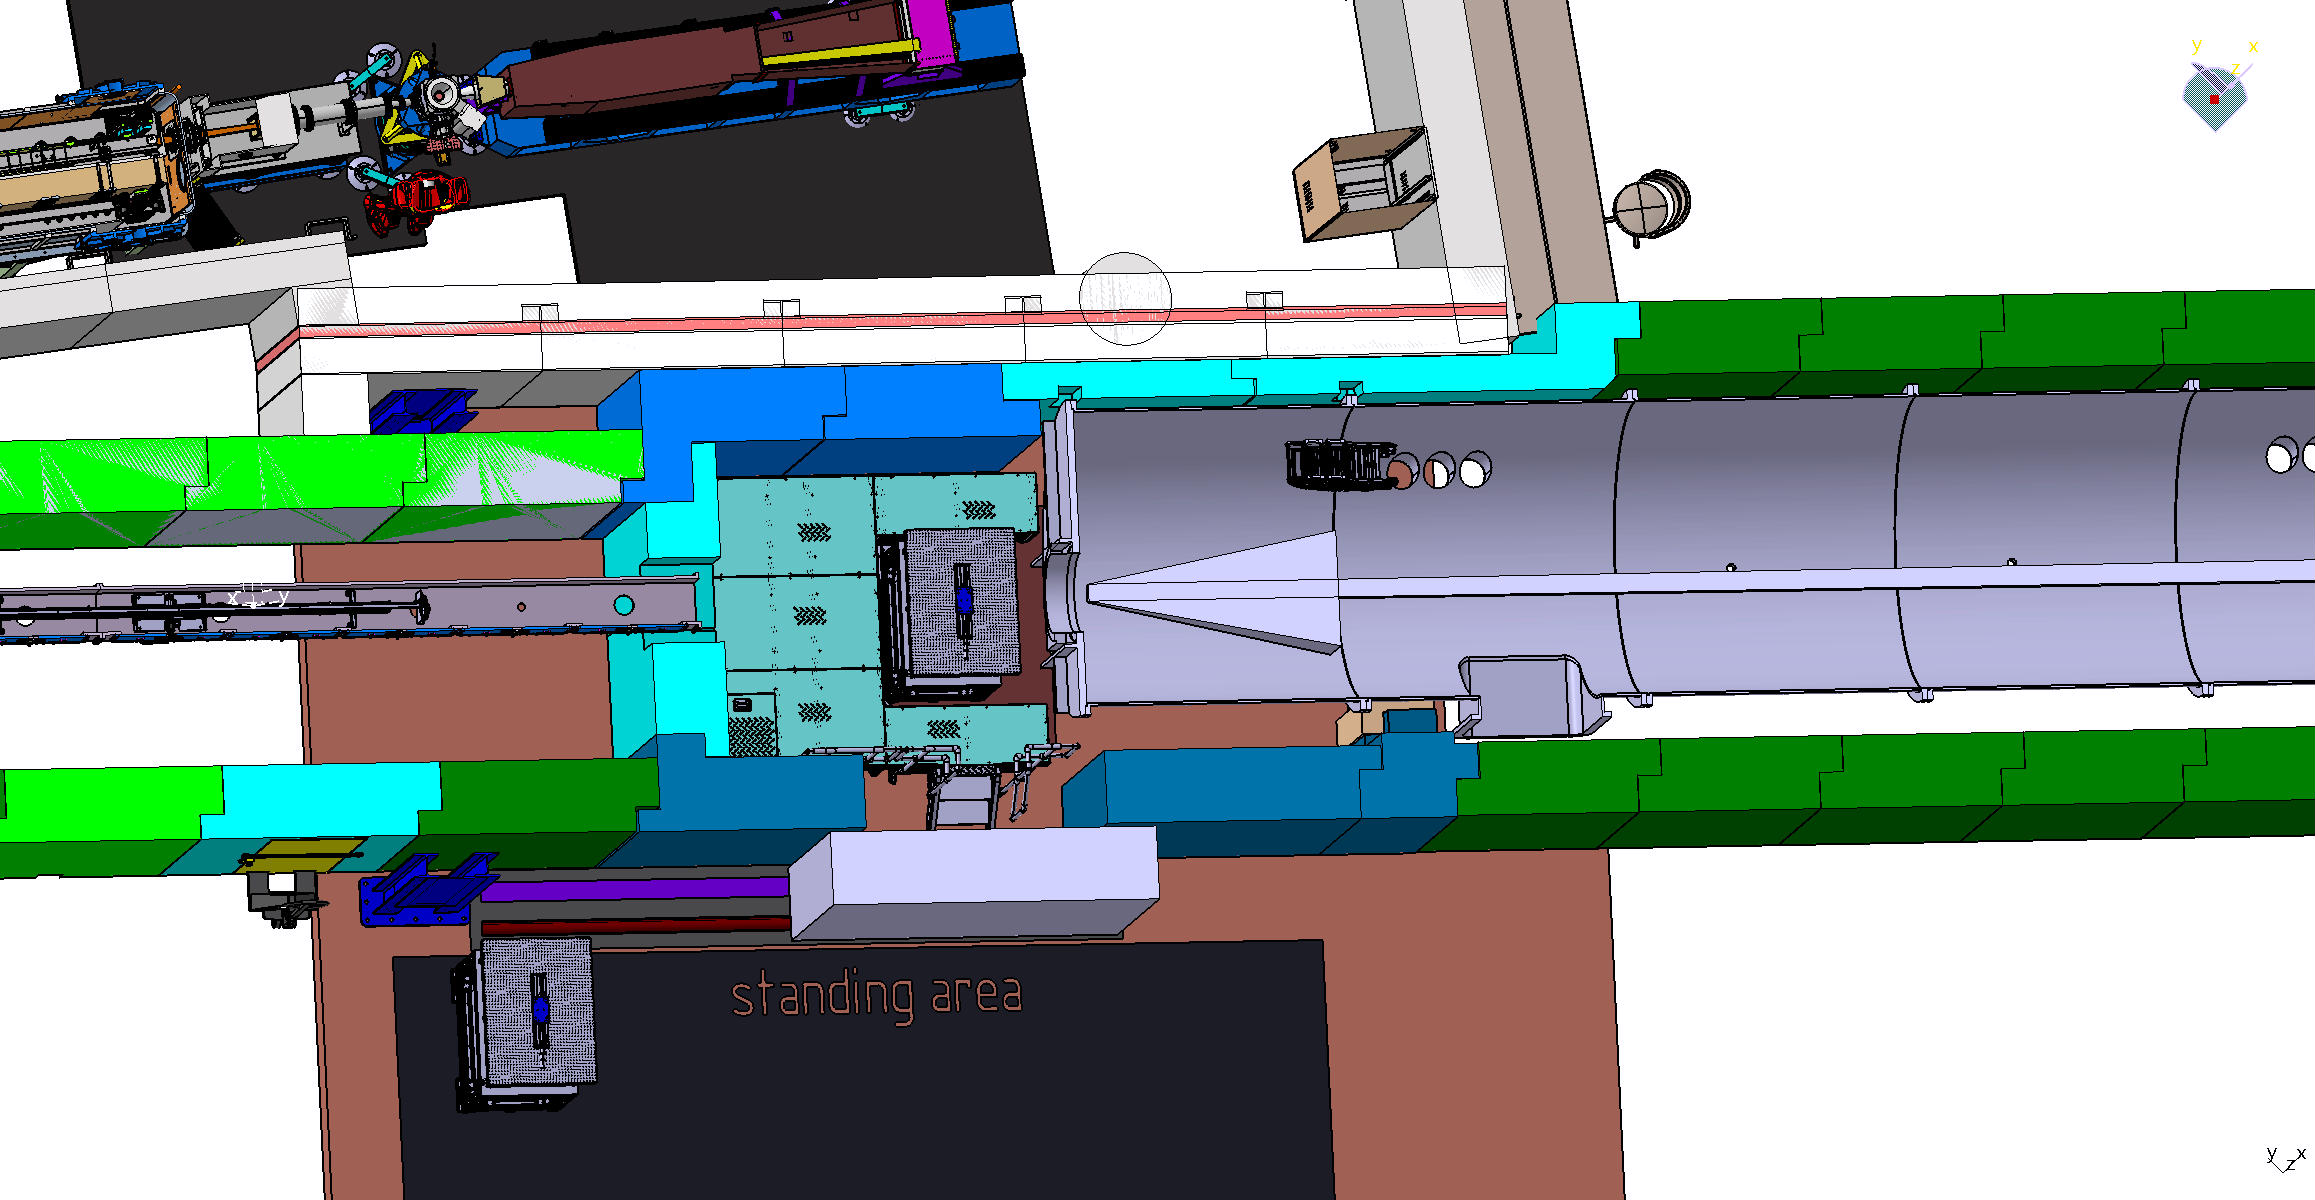 y x
z
x y
standing area
y x
z